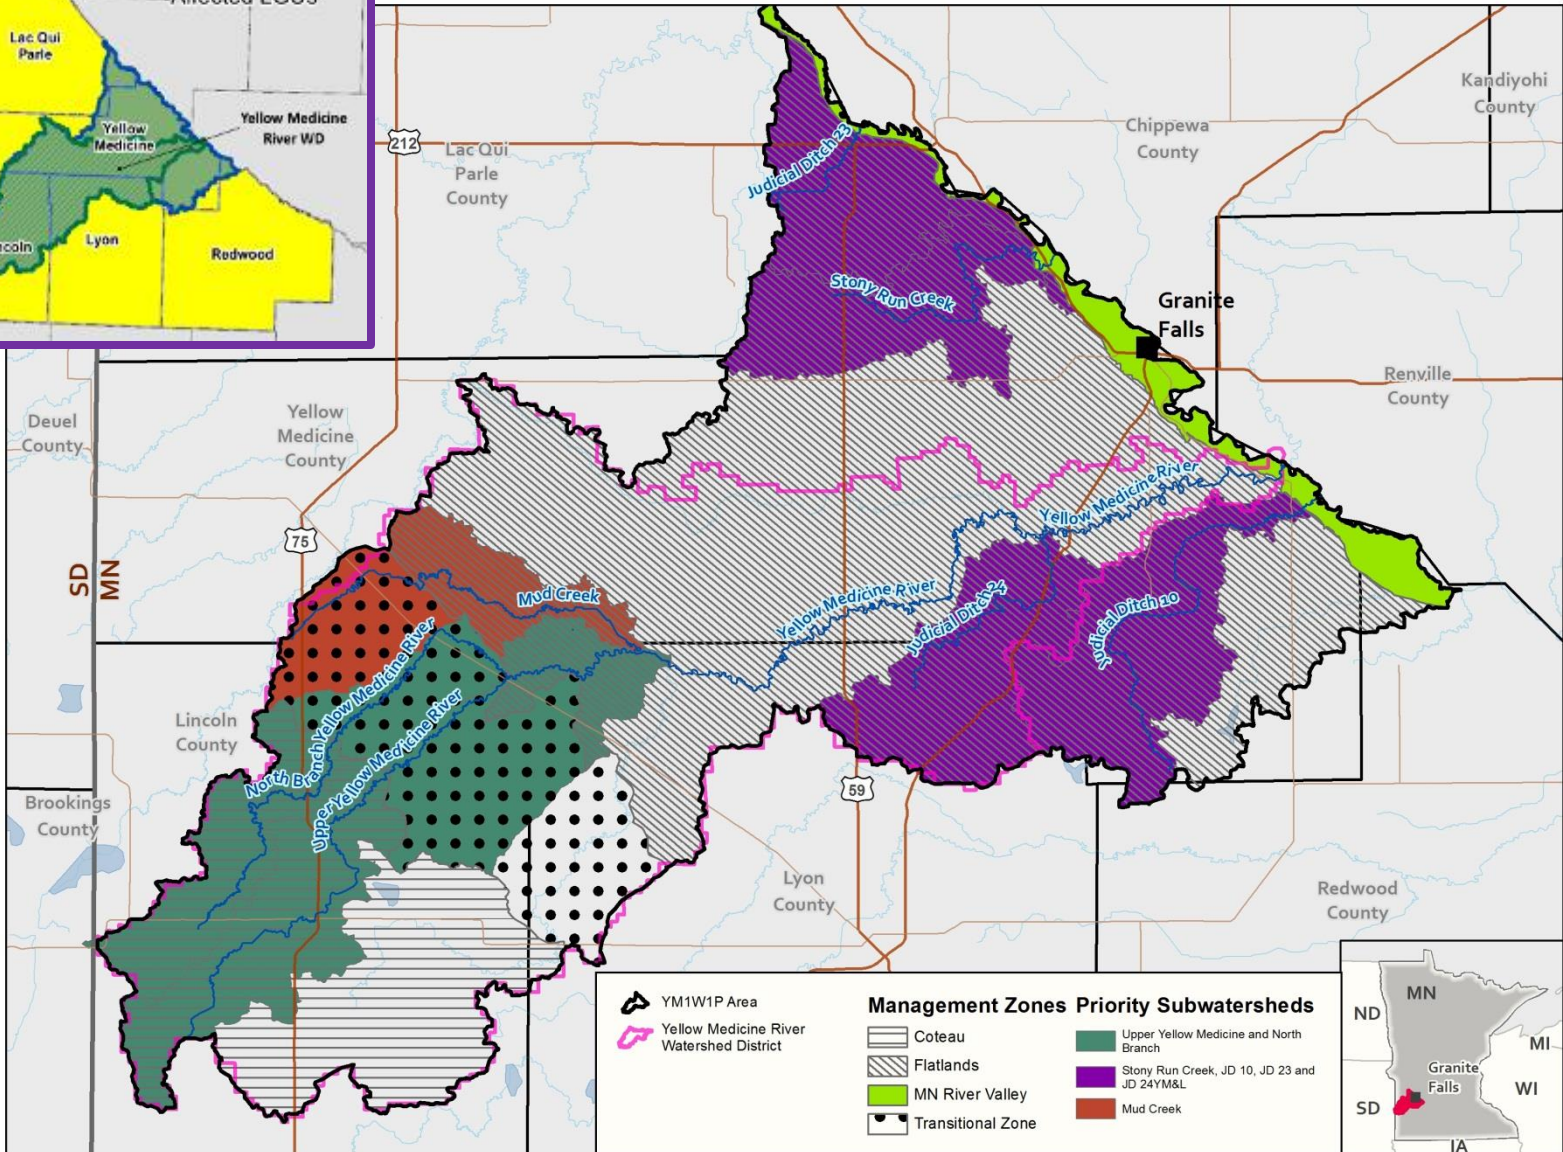 Affected LGUs
Lac Qui
Parle
Yellow
Medicine
Yellow Medicine
River WD
Lyon
Redwood
212
Lac Qui
Parle
County
Judicial Ditch 23
Chippewa
County
Kandiyohi
County
Stony Run Creek
Granite
Falls
Renville
County
Deuel
County
Yellow
Medicine
County
75
SD
MN
Yellow Medicine River
Mud Creek
Yellow Medicine River
Judicial Ditch 24
Judicial Ditch 10
North Branch Yellow Medicine River
Upper Yellow Medicine River
Lincoln
County
Brookings
County
59
Lyon
County
Redwood
County
YM1W1P Area
Yellow Medicine River
Watershed District
Management Zones
Coteau
Flatlands
MN River Valley
Transitional Zone
Priority Subwatersheds
Upper Yellow Medicine and North
Branch
Stony Run Creek, JD 10, JD 23 and
JD 24YM&L
Mud Creek
MN
ND
MI
Granite
Falls
WI
SD
IA